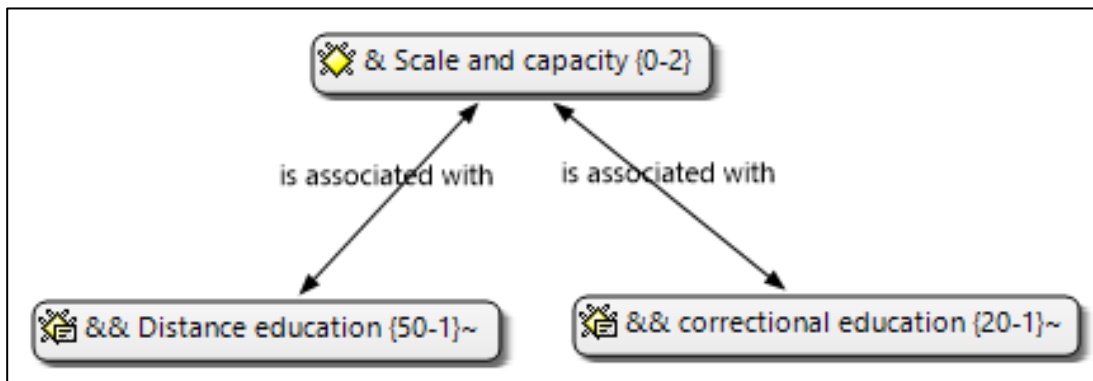 & Scale and capacity {0-2}
is associated with
is associated with
&& Distance education {50-1}~
&& correctional education {20-1}~